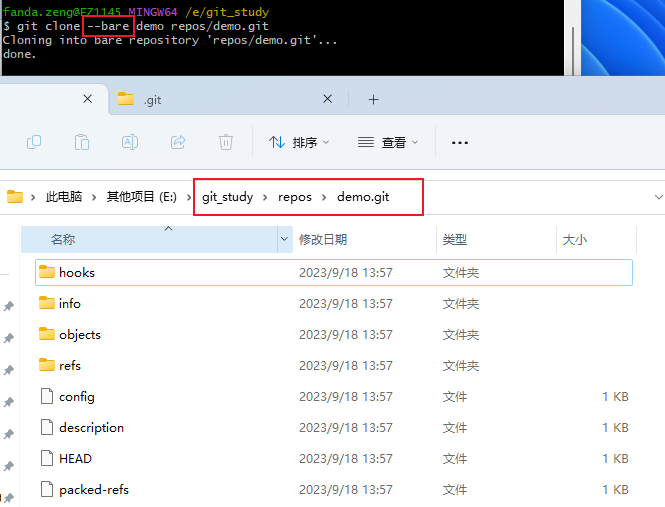 fanda.zeng@FZ1145 MINGW64 /e/git_study
$ git clone --bare demo repos/demo.git
Cloning into bare repository 'repos/demo.git'...
done.
.git
排序
查看
此电脑 其他项目 (E:) git_study repos demo.git
名称 修改日期 类型 大小
hooks 2023/9/18 13:57 文件夹
info 2023/9/18 13:57 文件夹
objects 2023/9/18 13:57 文件夹
refs 2023/9/18 13:57 文件夹
config 2023/9/18 13:57 文件 1 KB
description 2023/9/18 13:57 文件 1 KB
HEAD 2023/9/18 13:57 文件 1 KB
packed-refs 2023/9/18 13:57 文件 1 KB